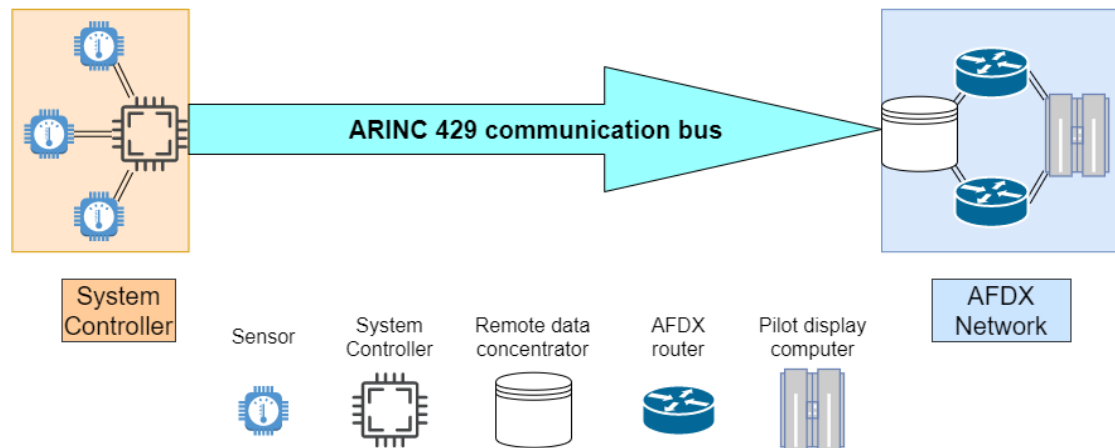 ARINC 429 communication bus
System
Controller
AFDX
Network
Sensor
System
Controller
Remote data
concentrator
AFDX
router
Pilot display
computer